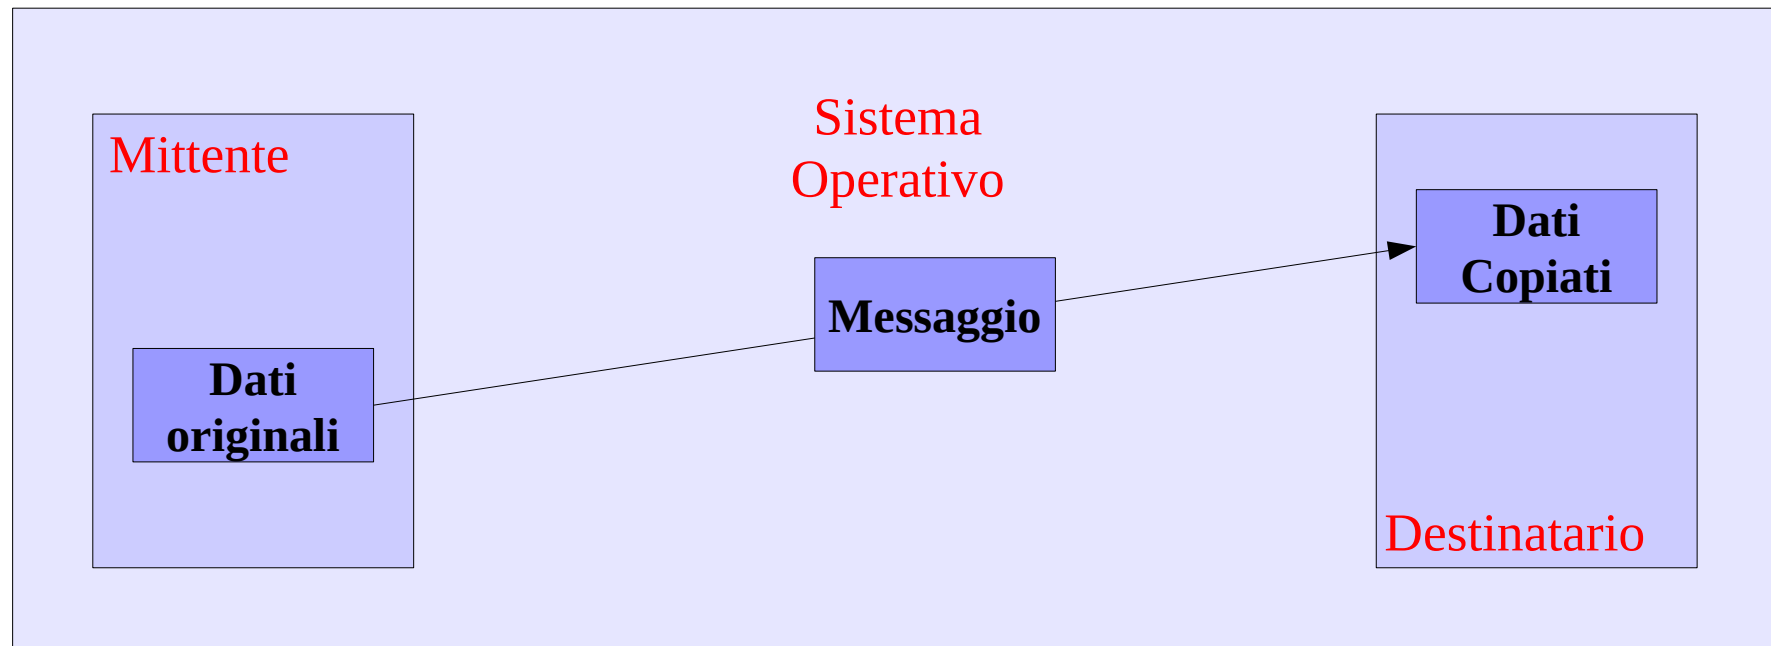 Mittente
Dati
originali
Sistema
Operativo
Messaggio
Dati
Copiati
Destinatario